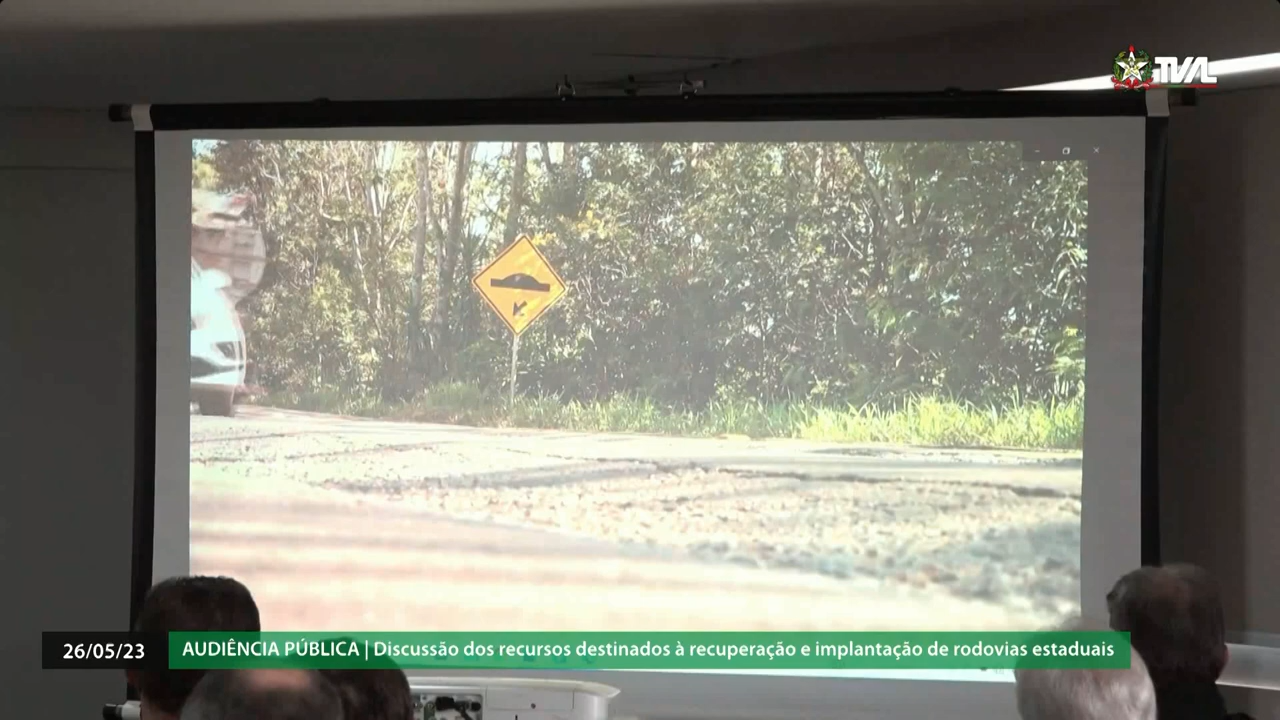 TVAL
26/05/23 AUDIÊNCIA PÚBLICA | Discussão dos recursos destinados à recuperação e implantação de rodovias estaduais